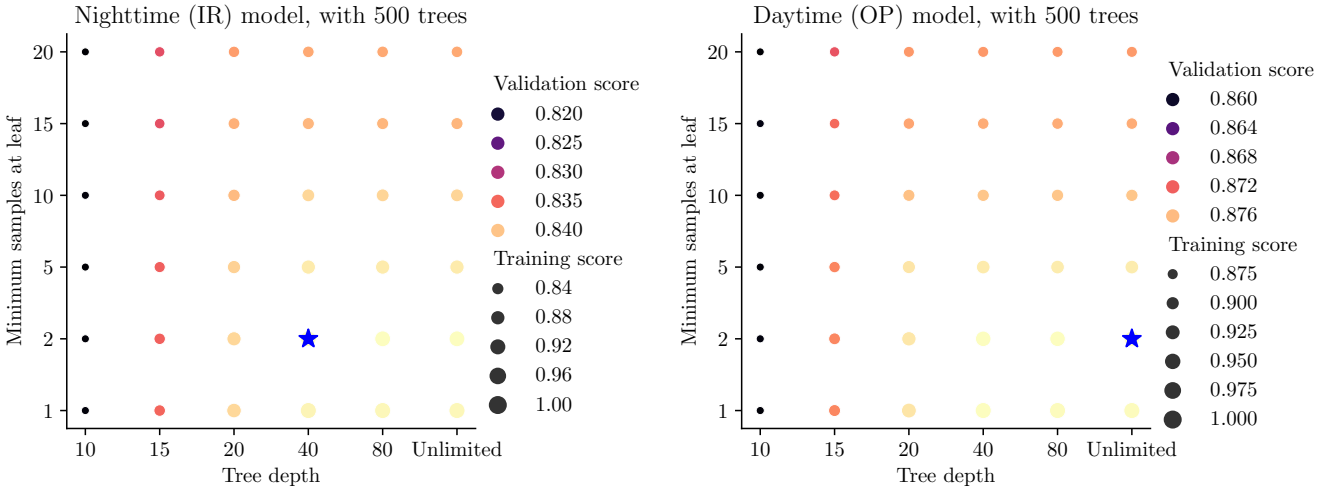 Nighttime (IR) model, with 500 trees
Minimum samples at leaf
20
15
10
5
2
1
10 15 20 40 80 Unlimited
Tree depth
Validation score
0.820
0.825
0.830
0.835
0.840
Training score
0.84
0.88
0.92
0.96
1.00
Daytime (OP) model, with 500 trees
Minimum samples at leaf
20
15
10
5
2
1
10 15 20 40 80 Unlimited
Tree depth
Validation score
0.860
0.864
0.868
0.872
0.876
Training score
0.875
0.900
0.925
0.950
0.975
1.000